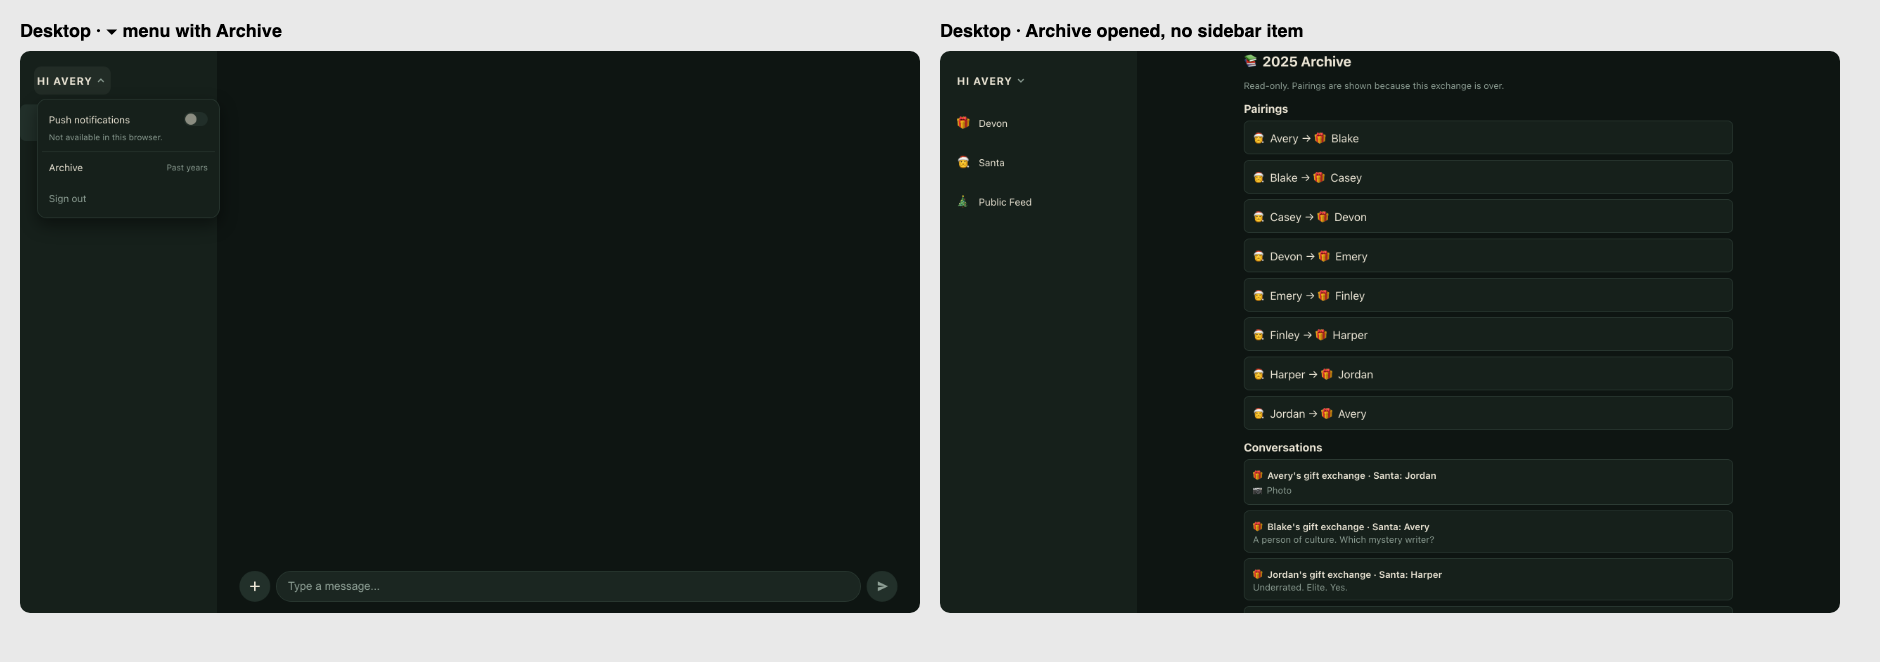 Desktop · ▾ menu with Archive
HI AVERY
Push notifications
Not available in this browser.
Archive
Past years
Sign out
Type a message...
Desktop · Archive opened, no sidebar item
HI AVERY
Devon
Santa
Public Feed
2025 Archive
Read-only. Pairings are shown because this exchange is over.
Pairings
Avery → Blake
Blake → Casey
Casey → Devon
Devon → Emery
Emery → Finley
Finley → Harper
Harper → Jordan
Jordan → Avery
Conversations
Avery's gift exchange · Santa: Jordan
Photo
Blake's gift exchange · Santa: Avery
A person of culture. Which mystery writer?
Jordan's gift exchange · Santa: Harper
Underrated. Elite. Yes.